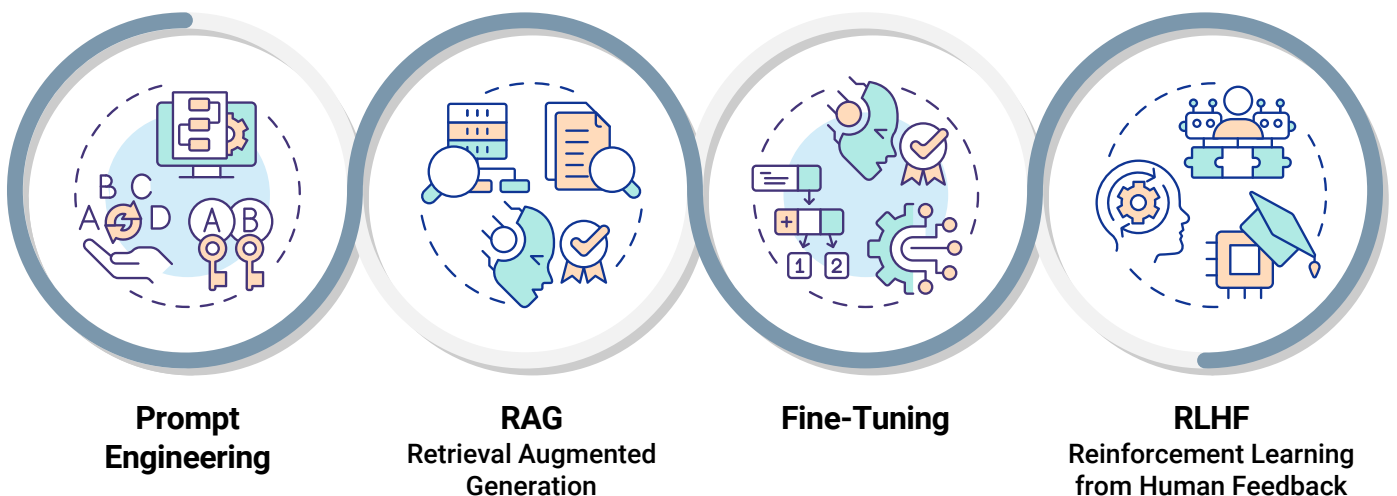 B C
A D
A B
1 2
Prompt
Engineering
RAG
Retrieval Augmented
Generation
Fine-Tuning
RLHF
Reinforcement Learning
from Human Feedback